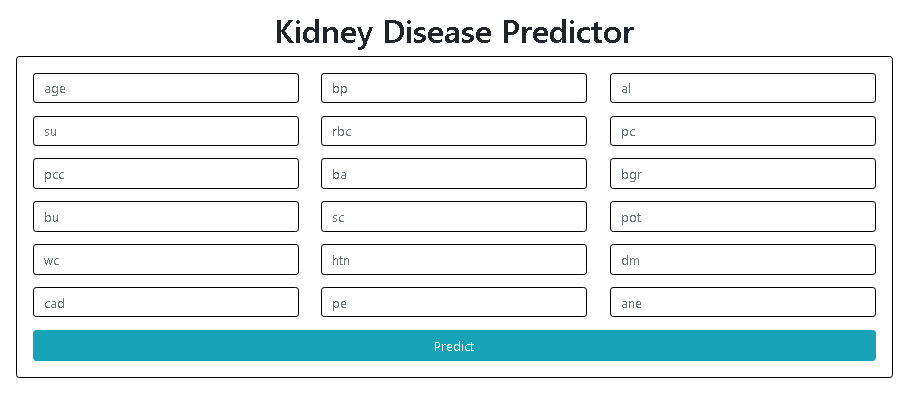 Kidney Disease Predictor
age bp al
su rbc pc
pcc ba bgr
bu sc pot
wc htn dm
cad pe ane
Predict